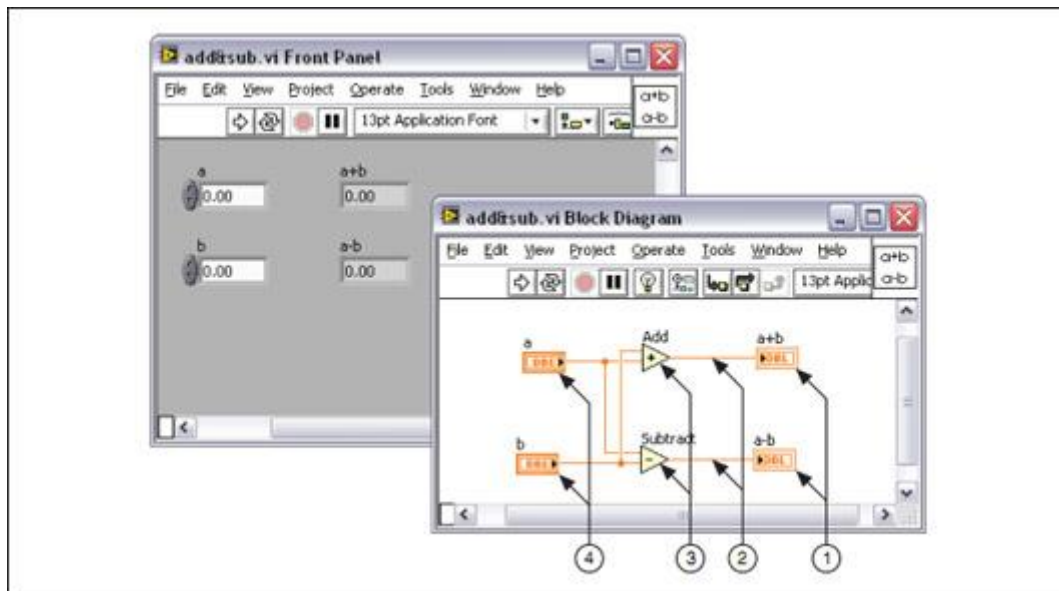 add&sub.vi Front Panel
File Edit View Project Operate Tools Window Help
13pt Application Font
a+b
a-b
a
0.00
a+b
0.00
b
0.00
a-b
0.00
add&sub.vi Block Diagram
File Edit View Project Operate Tools Window Help
13pt Applic
a+b
a-b
a
DBL
Add
+
a+b
DBL
b
DBL
Subtract
-
a-b
DBL
4
3
2
1